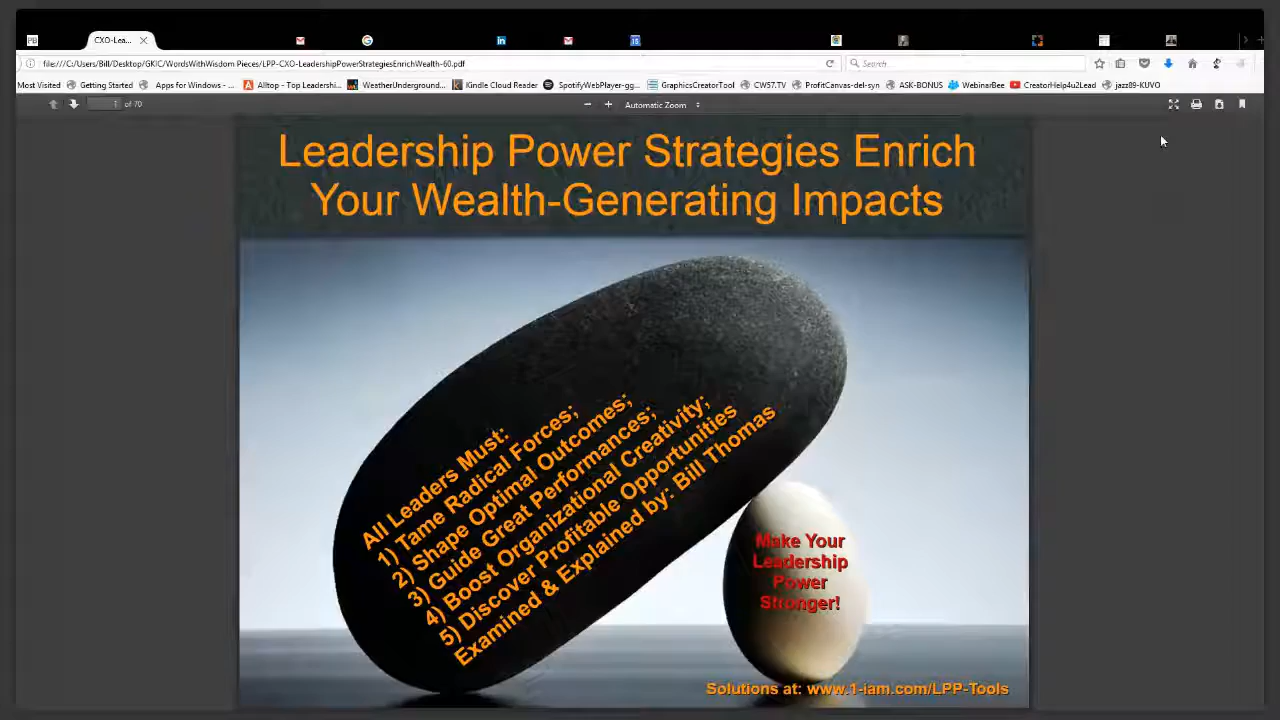 PB
CXO-Lea...
file:///C:/Users/Bill/Desktop/GKIC/WordsWithWisdom Pieces/LPP-CXO-LeadershipPowerStrategiesEnrichWealth-60.pdf
Search
Most Visited
Getting Started
Apps for Windows - ...
Alltop - Top Leadershi...
WeatherUnderground...
Kindle Cloud Reader
SpotifyWebPlayer-gg...
GraphicsCreatorTool
CW57.TV
ProfitCanvas-del-syn
ASK-BONUS
WebinarBee
CreatorHelp4u2Lead
jazz89-KUVO
of 70
Automatic Zoom
Leadership Power Strategies Enrich
Your Wealth-Generating Impacts
All Leaders Must:
1) Tame Radical Forces;
2) Shape Optimal Outcomes;
3) Guide Great Performances;
4) Boost Organizational Creativity;
5) Discover Profitable Opportunities
Examined & Explained by: Bill Thomas
Make Your
Leadership
Power
Stronger!
Solutions at: www.1-iam.com/LPP-Tools